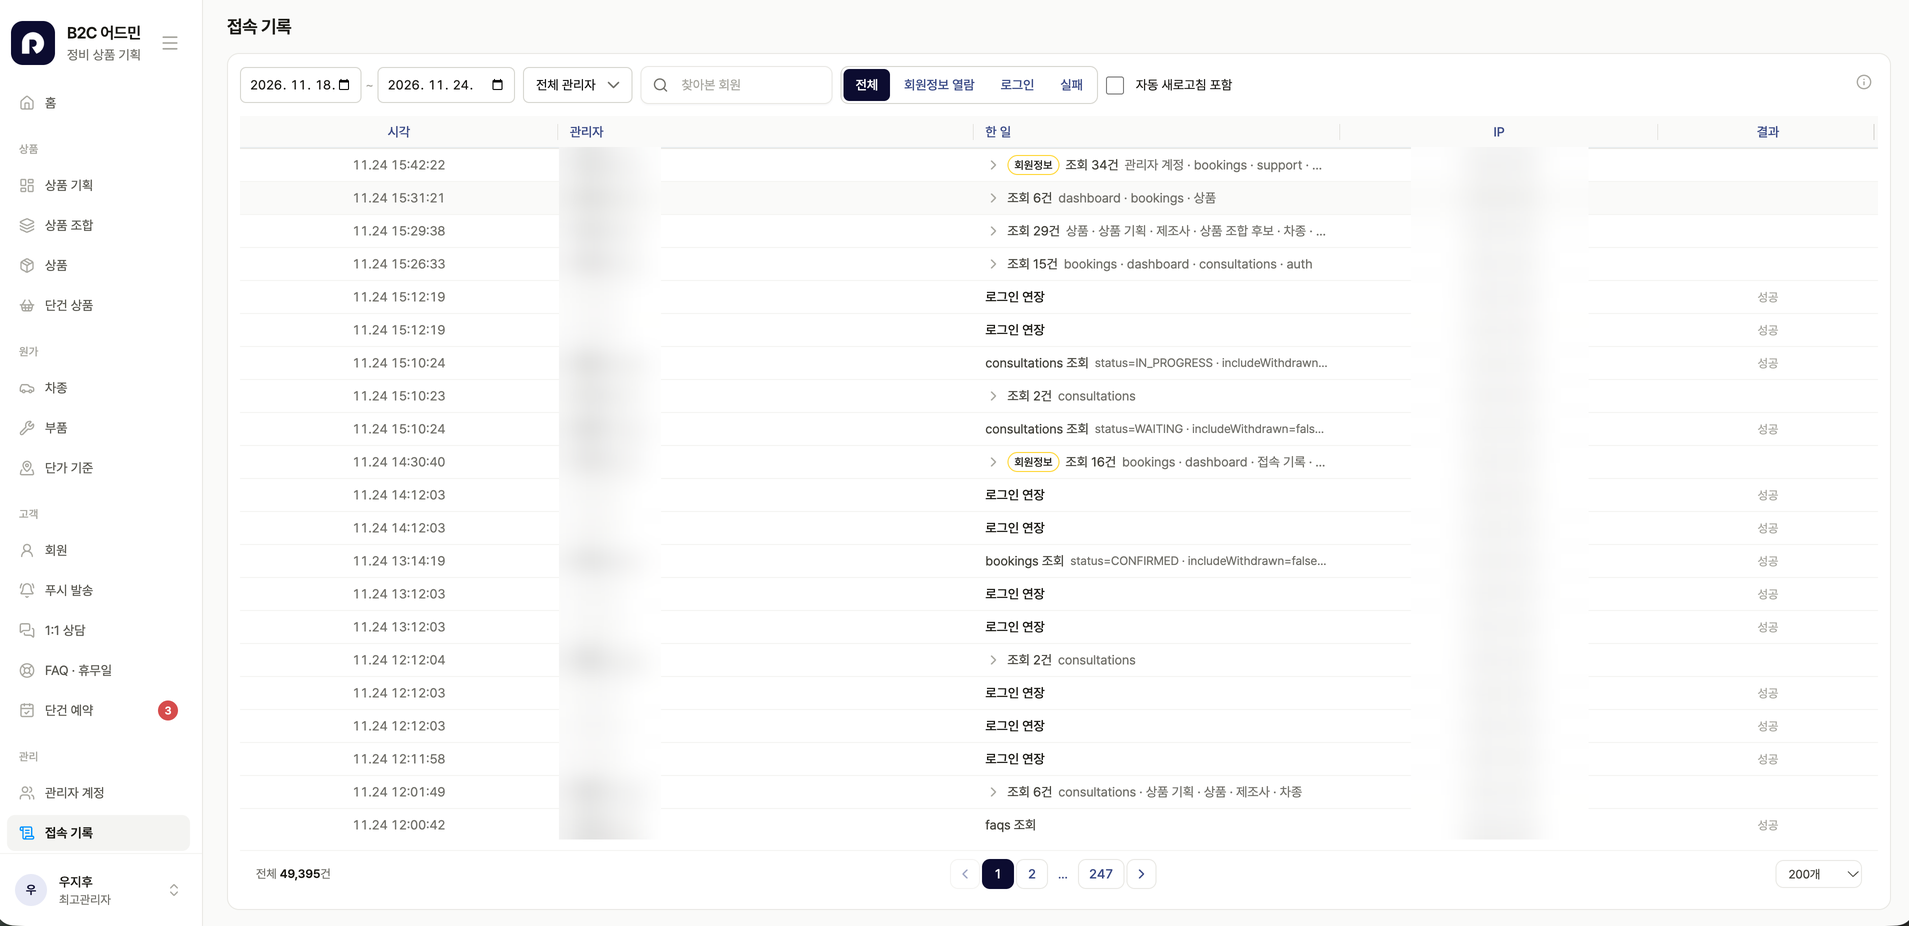 B2C 어드민
정비 상품 기획
홈
상품
상품 기획
상품 조합
상품
단건 상품
원가
차종
부품
단가 기준
고객
회원
푸시 발송
1:1 상담
FAQ · 휴무일
단건 예약 3
관리
관리자 계정
접속 기록
우 우지후
최고관리자
접속 기록
2026. 11. 18. ~ 2026. 11. 24. 전체 관리자 찾아본 회원 전체 회원정보 열람 로그인 실패 자동 새로고침 포함
시각 관리자 한 일 IP 결과
11.24 15:42:22 회원정보 조회 34건 관리자 계정 · bookings · support · ...
11.24 15:31:21 조회 6건 dashboard · bookings · 상품
11.24 15:29:38 조회 29건 상품 · 상품 기획 · 제조사 · 상품 조합 후보 · 차종 · ...
11.24 15:26:33 조회 15건 bookings · dashboard · consultations · auth
11.24 15:12:19 로그인 연장 성공
11.24 15:12:19 로그인 연장 성공
11.24 15:10:24 consultations 조회 status=IN_PROGRESS · includeWithdrawn... 성공
11.24 15:10:23 조회 2건 consultations
11.24 15:10:24 consultations 조회 status=WAITING · includeWithdrawn=fals... 성공
11.24 14:30:40 회원정보 조회 16건 bookings · dashboard · 접속 기록 · ...
11.24 14:12:03 로그인 연장 성공
11.24 14:12:03 로그인 연장 성공
11.24 13:14:19 bookings 조회 status=CONFIRMED · includeWithdrawn=false... 성공
11.24 13:12:03 로그인 연장 성공
11.24 13:12:03 로그인 연장 성공
11.24 12:12:04 조회 2건 consultations
11.24 12:12:03 로그인 연장 성공
11.24 12:12:03 로그인 연장 성공
11.24 12:11:58 로그인 연장 성공
11.24 12:01:49 조회 6건 consultations · 상품 기획 · 상품 · 제조사 · 차종
11.24 12:00:42 faqs 조회 성공
전체 49,395건 1 2 ... 247 200개